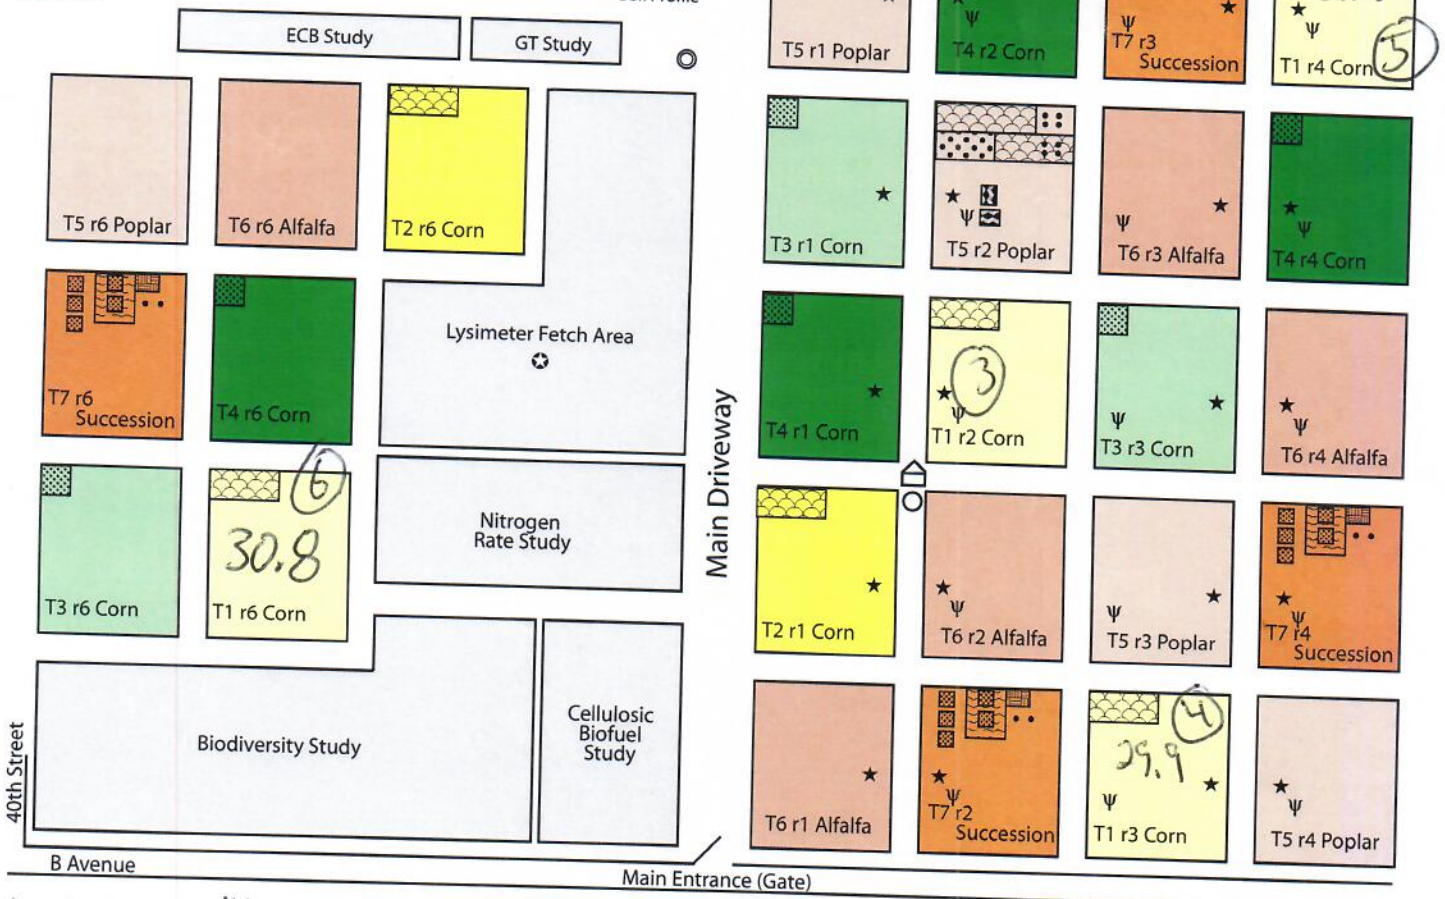 ECB Study
GT Study
T5 r1 Poplar
T4 r2 Corn
T7 r3
Succession
T1 r4 Corn
5
T5 r6 Poplar
T6 r6 Alfalfa
T2 r6 Corn
T3 r1 Corn
T5 r2 Poplar
T6 r3 Alfalfa
T4 r4 Corn
T7 r6
Succession
T4 r6 Corn
Lysimeter Fetch Area
Main Driveway
T4 r1 Corn
3
T1 r2 Corn
T3 r3 Corn
T6 r4 Alfalfa
T3 r6 Corn
6
30.8
T1 r6 Corn
Nitrogen
Rate Study
T2 r1 Corn
T6 r2 Alfalfa
T5 r3 Poplar
T7 r4
Succession
Biodiversity Study
Cellulosic
Biofuel
Study
T6 r1 Alfalfa
T7 r2
Succession
4
29.9
T1 r3 Corn
T5 r4 Poplar
40th Street
B Avenue
Main Entrance (Gate)